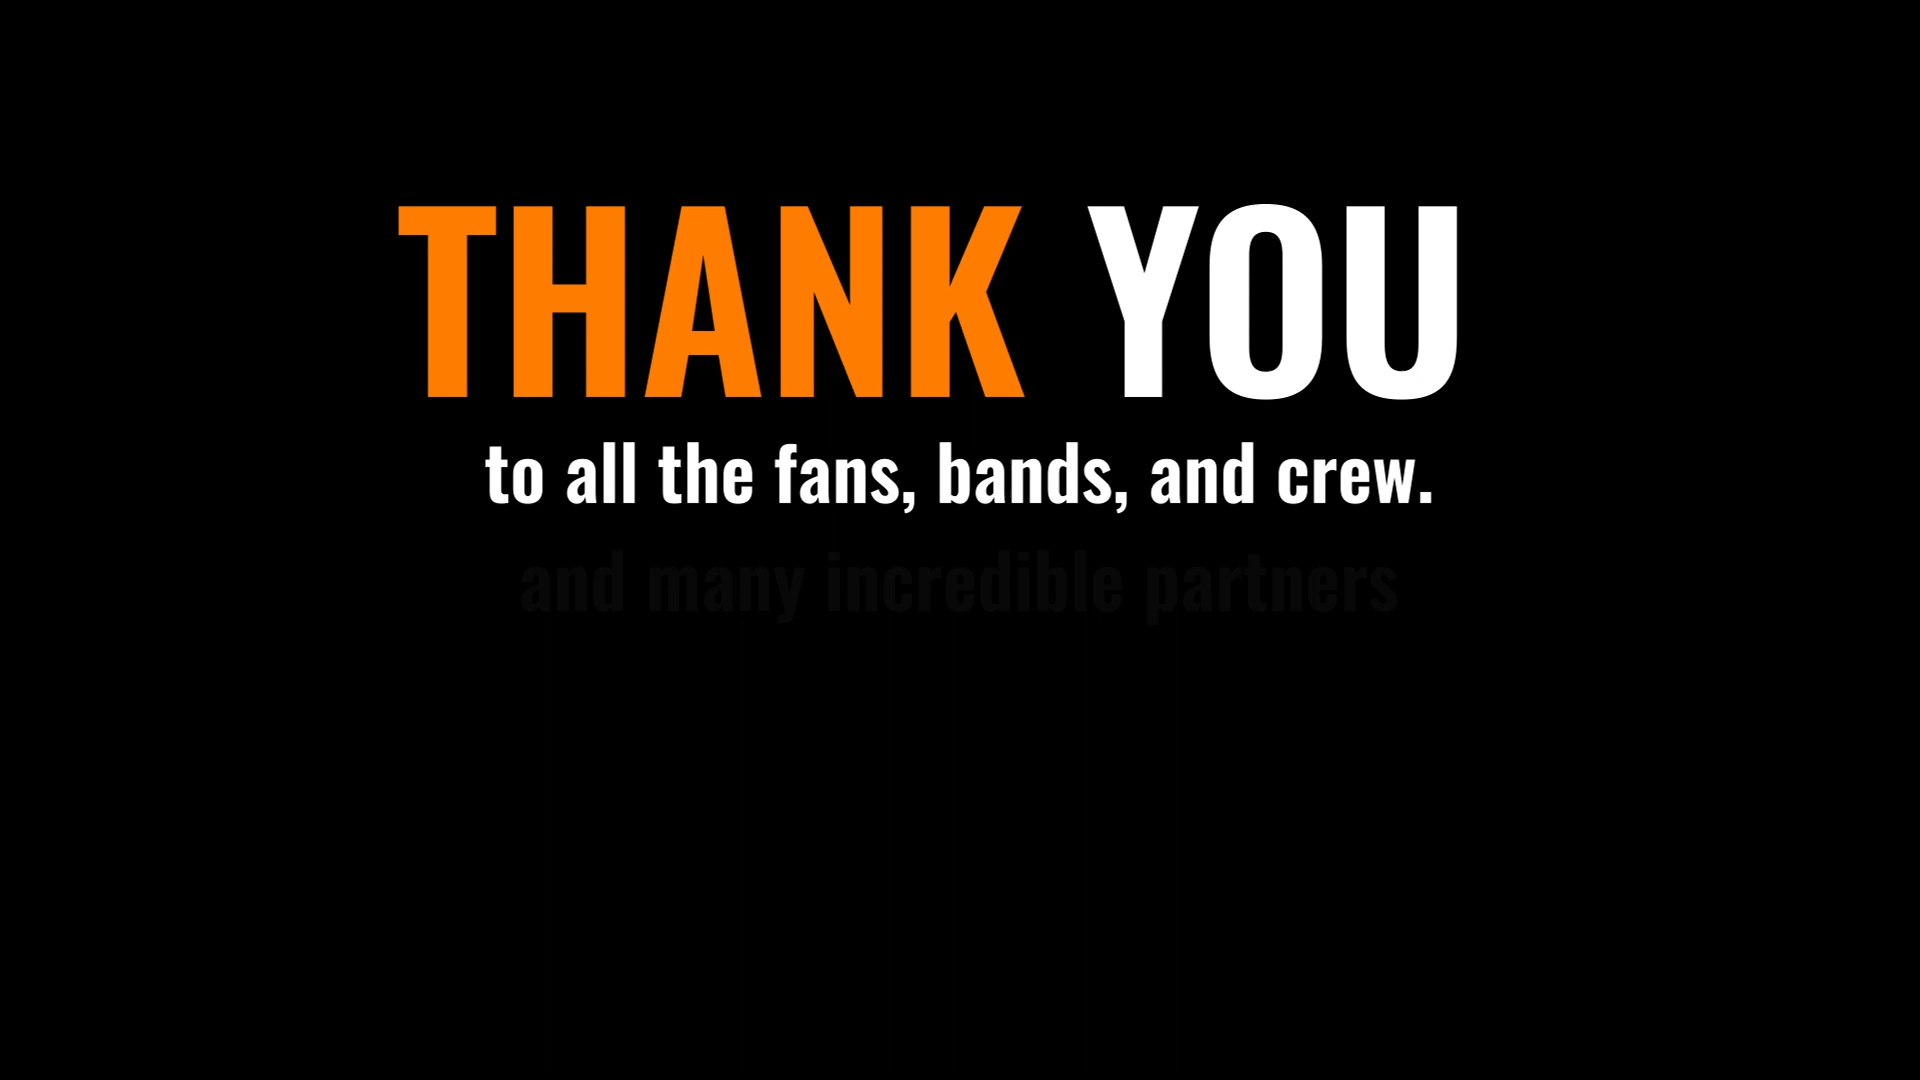 THANK YOU
to all the fans, bands, and crew.
and many incredible partners